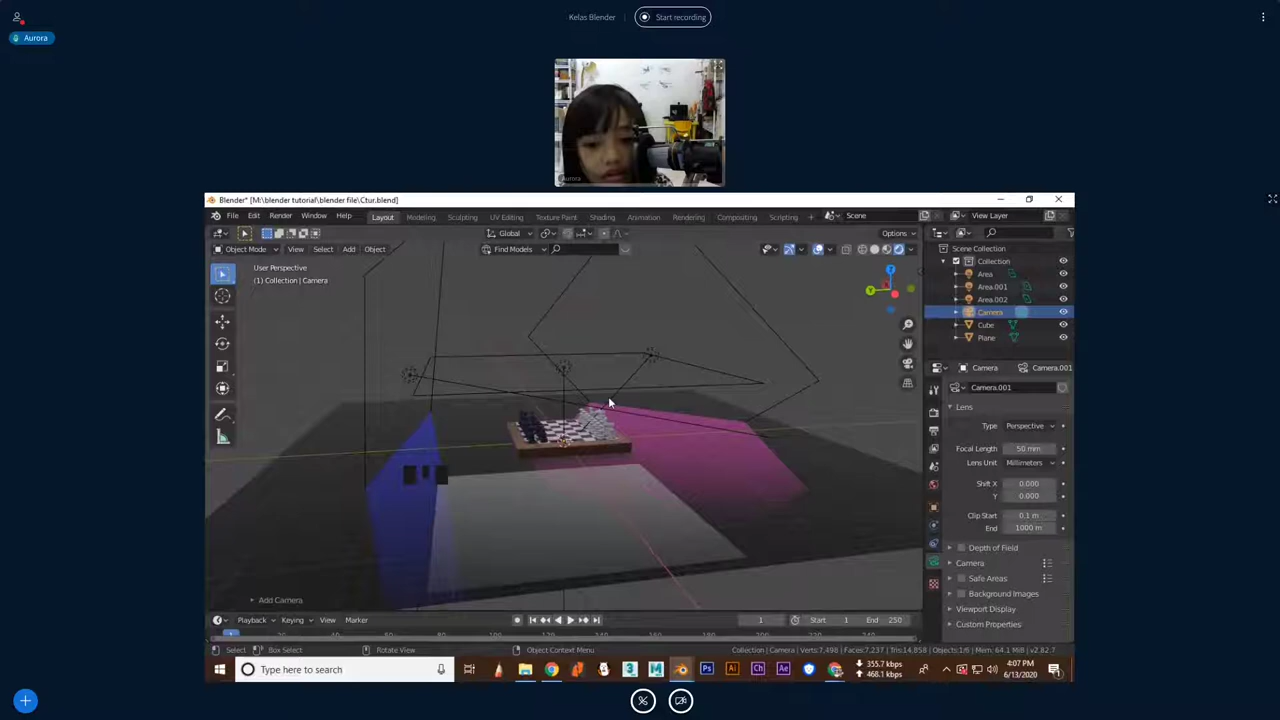 Kelas Blender
Start recording
Aurora
Aurora
Blender* [M:\blender tutorial\blender file\Ctur.blend]
File Edit Render Window Help Layout Modeling Sculpting UV Editing Texture Paint Shading Animation Rendering Compositing Scripting Scene View Layer
Global Options
Object Mode View Select Add Object Find Models
User Perspective
(1) Collection | Camera
Scene Collection
Collection
Area
Area.001
Area.002
Camera
Cube
Plane
Camera Camera.001
Camera.001
Lens
Type Perspective
Focal Length 50 mm
Lens Unit Millimeters
Shift X 0.000
Y 0.000
Clip Start 0.1 m
End 1000 m
Depth of Field
Camera
Safe Areas
Background Images
Viewport Display
Custom Properties
Add Camera
Playback Keying View Marker 1 Start 1 End 250
Select Box Select Rotate View Object Context Menu Collection | Camera | Verts:7,498 | Faces:7,237 | Tris:14,858 | Objects:1/6 | Mem: 64.1 MiB | v2.82.7
Type here to search
355.7 kbps
468.1 kbps
4:07 PM
6/13/2020